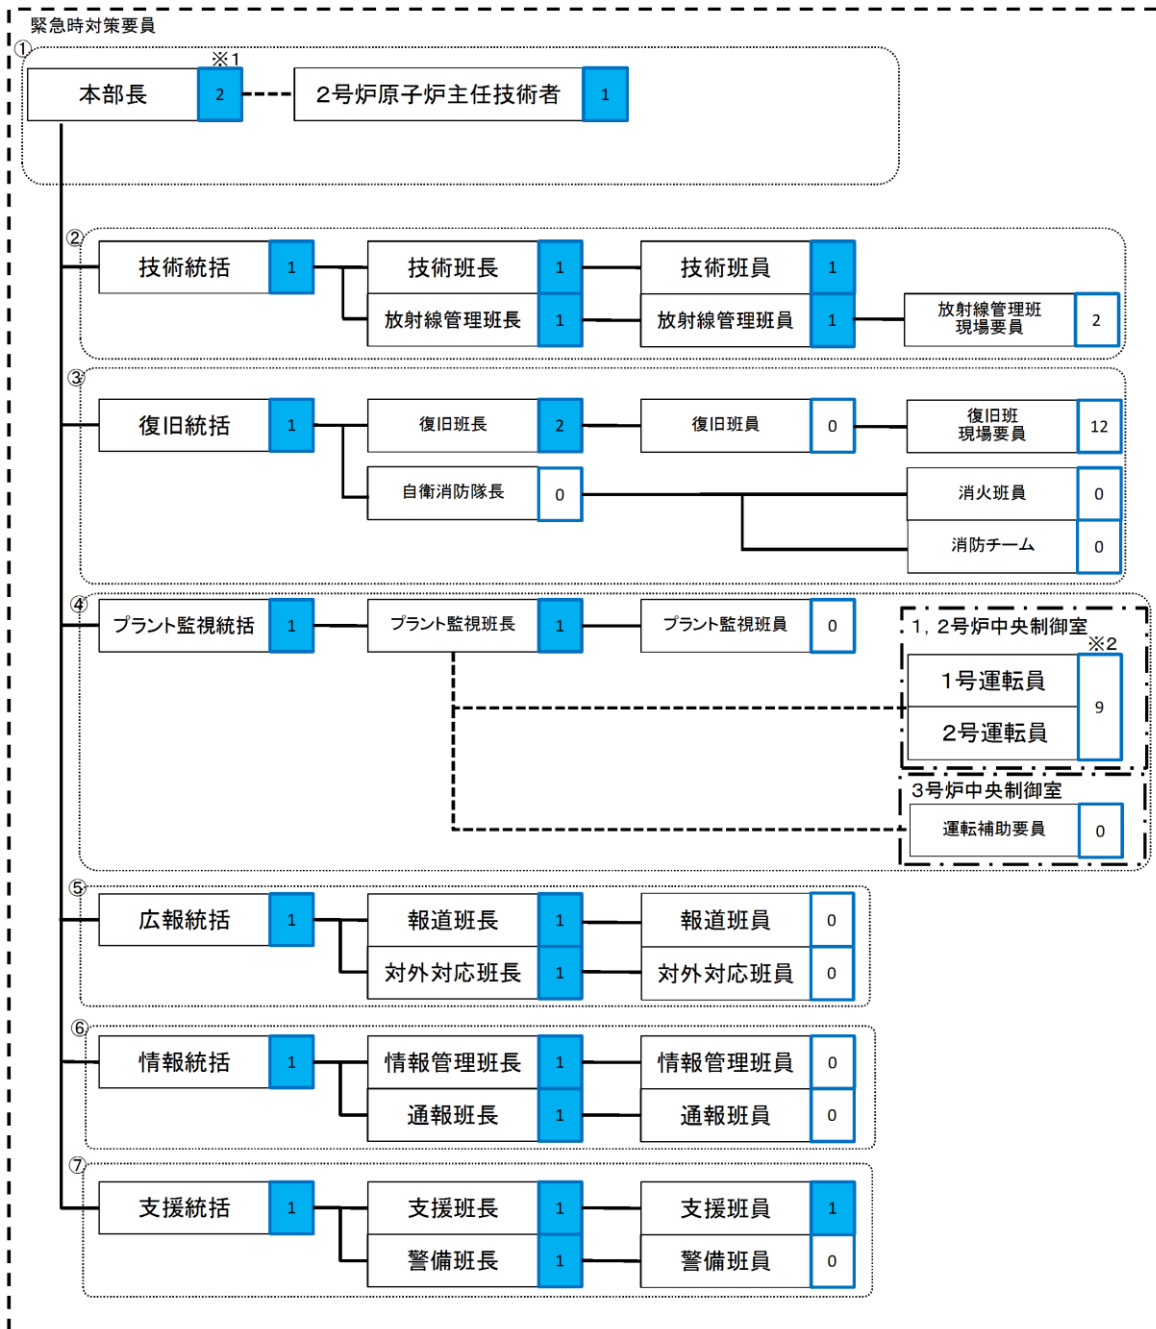 緊急時対策要員
①
※1
本部長 2 2号炉原子炉主任技術者 1
②
技術統括 1 技術班長 1 技術班員 1
放射線管理班長 1 放射線管理班員 1
放射線管理班
現場要員 2
③
復旧統括 1 復旧班長 2 復旧班員 0
復旧班
現場要員 12
自衛消防隊長 0 消火班員 0
消防チーム 0
④
プラント監視統括 1 プラント監視班長 1 プラント監視班員 0
1, 2号炉中央制御室
※2
1号運転員
9
2号運転員
3号炉中央制御室
運転補助要員 0
⑤
広報統括 1 報道班長 1 報道班員 0
対外対応班長 1 対外対応班員 0
⑥
情報統括 1 情報管理班長 1 情報管理班員 0
通報班長 1 通報班員 0
⑦
支援統括 1 支援班長 1 支援班員 1
警備班長 1 警備班員 0